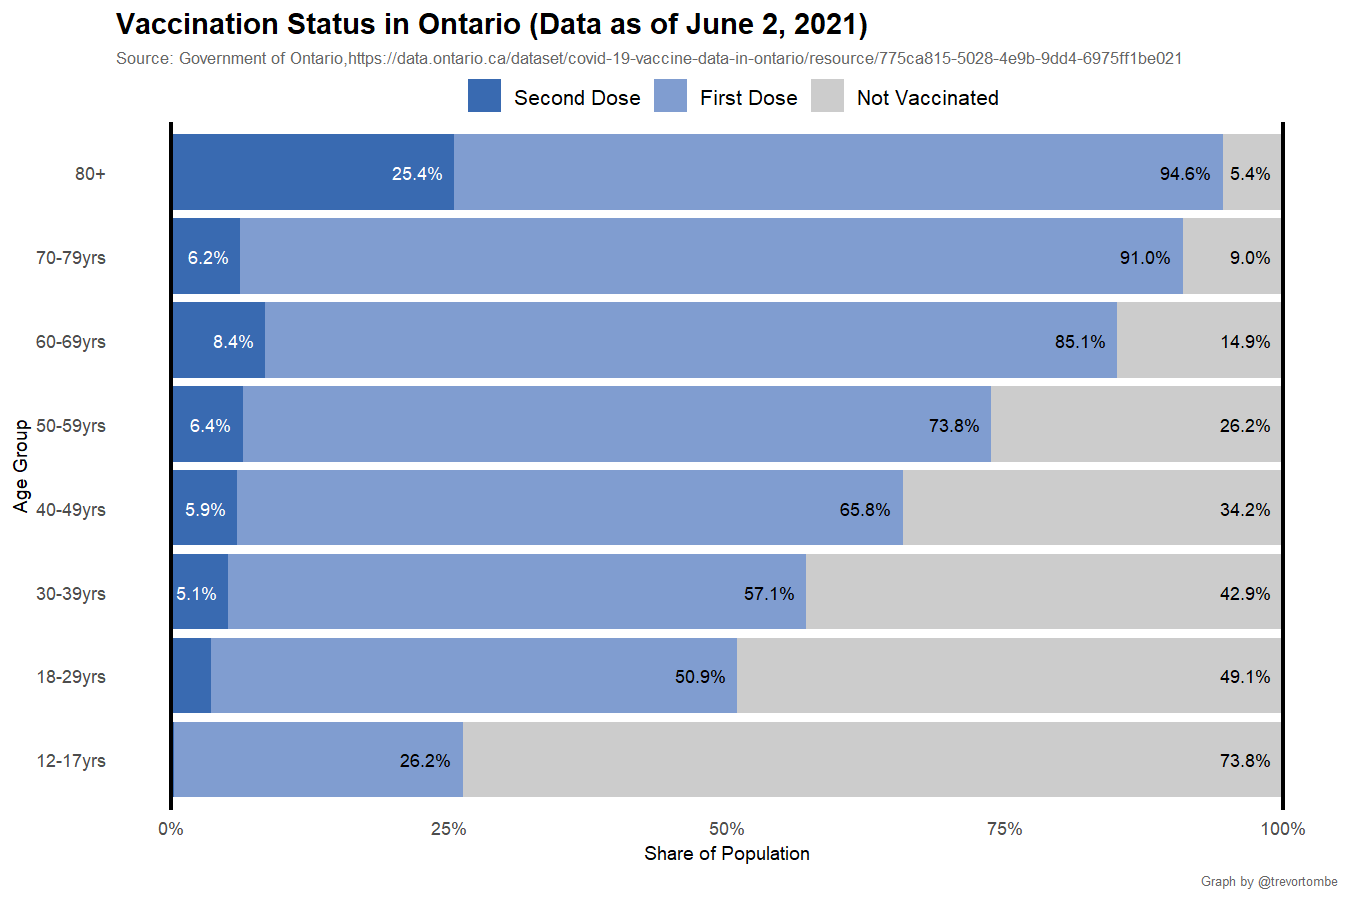 Vaccination Status in Ontario (Data as of June 2, 2021)
Source: Government of Ontario,https://data.ontario.ca/dataset/covid-19-vaccine-data-in-ontario/resource/775ca815-5028-4e9b-9dd4-6975ff1be021
Second Dose First Dose Not Vaccinated
80+ 25.4% 94.6% 5.4%
70-79yrs 6.2% 91.0% 9.0%
60-69yrs 8.4% 85.1% 14.9%
50-59yrs 6.4% 73.8% 26.2%
Age Group
40-49yrs 5.9% 65.8% 34.2%
30-39yrs 5.1% 57.1% 42.9%
18-29yrs 50.9% 49.1%
12-17yrs 26.2% 73.8%
0% 25% 50% 75% 100%
Share of Population
Graph by @trevortombe